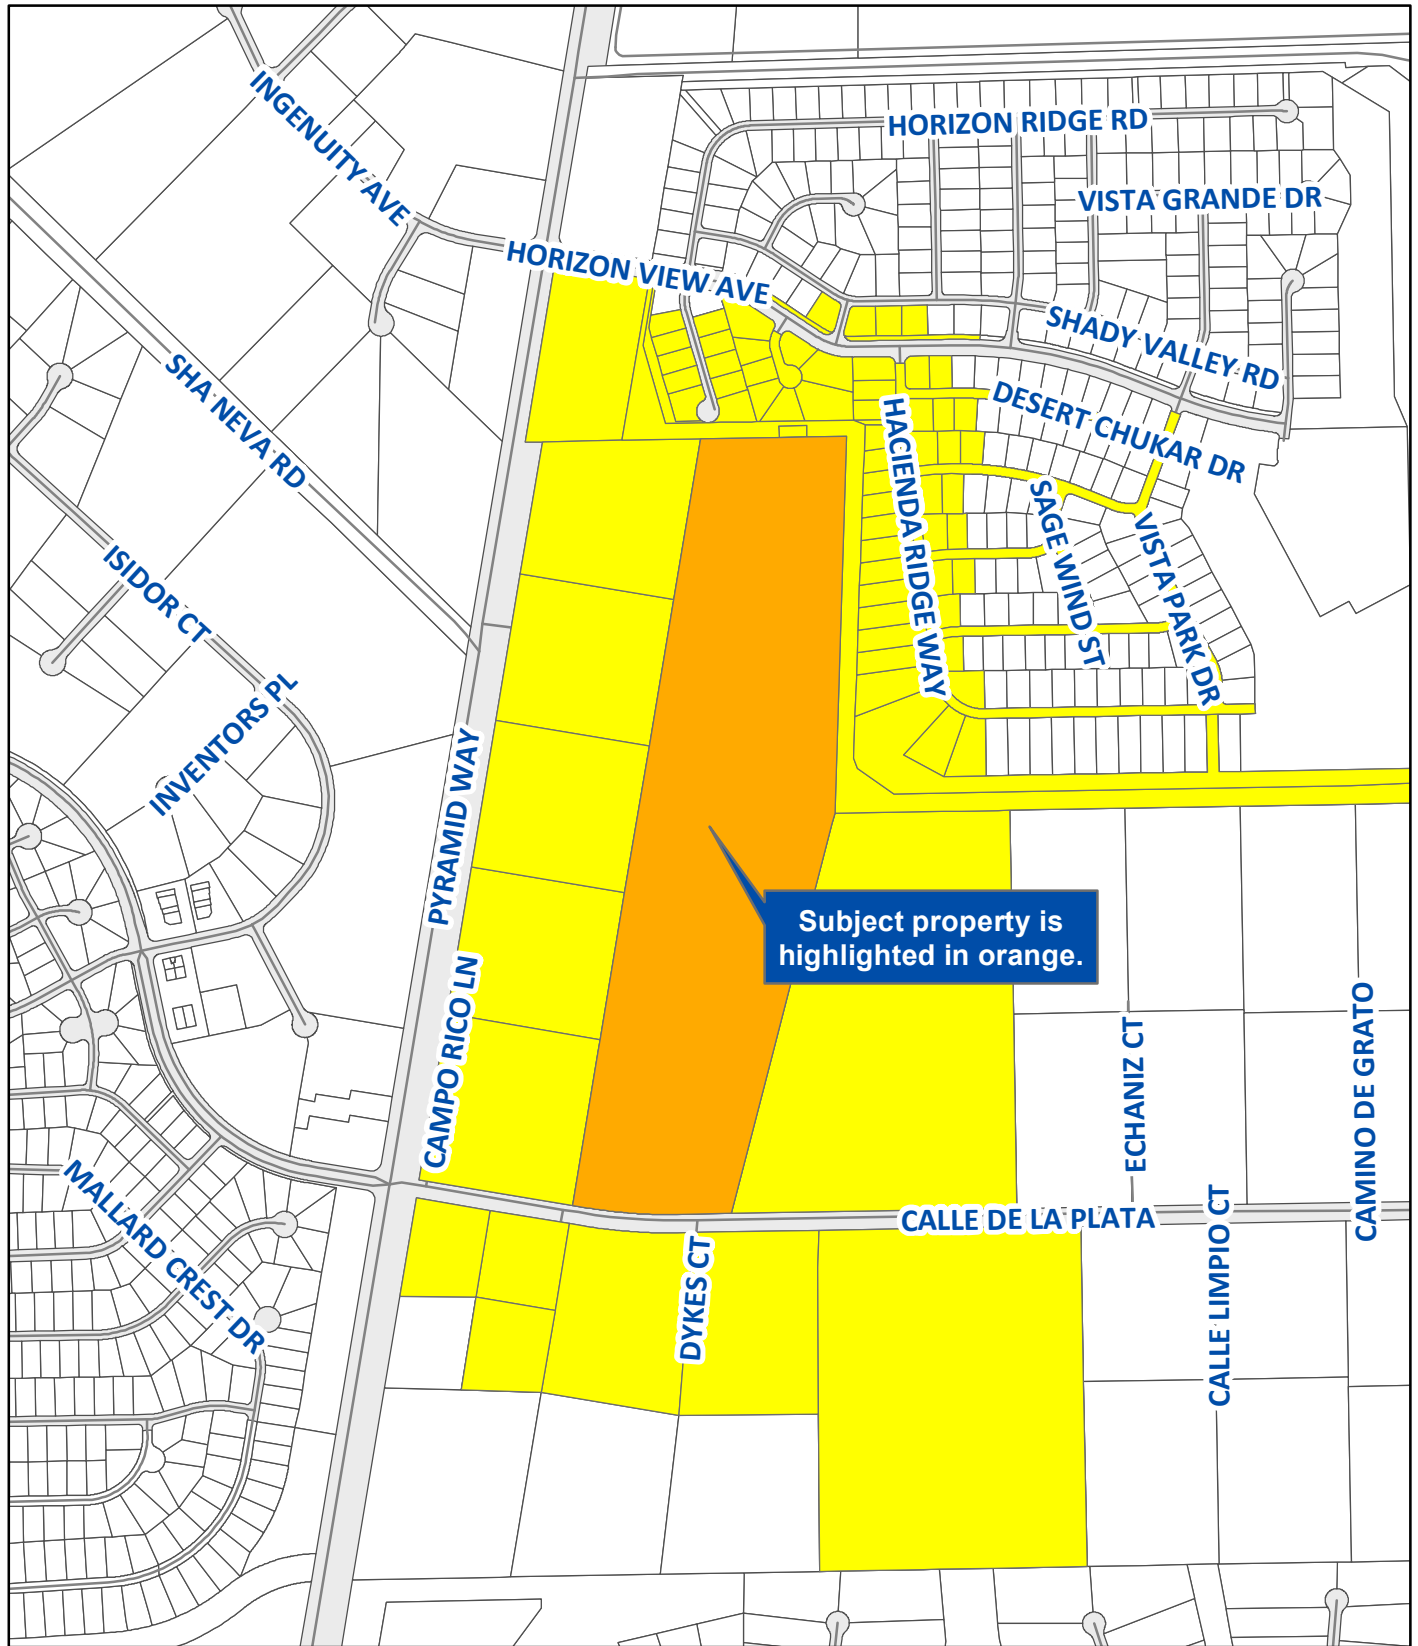 INGENUITY AVE
HORIZON RIDGE RD
VISTA GRANDE DR
HORIZON VIEW AVE
SHADY VALLEY RD
SHA NEVA RD
DESERT CHUKAR DR
HACIENDA RIDGE WAY
SAGE WIND ST
VISTA PARK DR
ISIDOR CT
INVENTORS PL
PYRAMID WAY
Subject property is
highlighted in orange.
CAMPO RICO LN
ECHANIZ CT
CAMINO DE GRATO
MALLARD CREST DR
CALLE DE LA PLATA
DYKES CT
CALLE LIMPIO CT